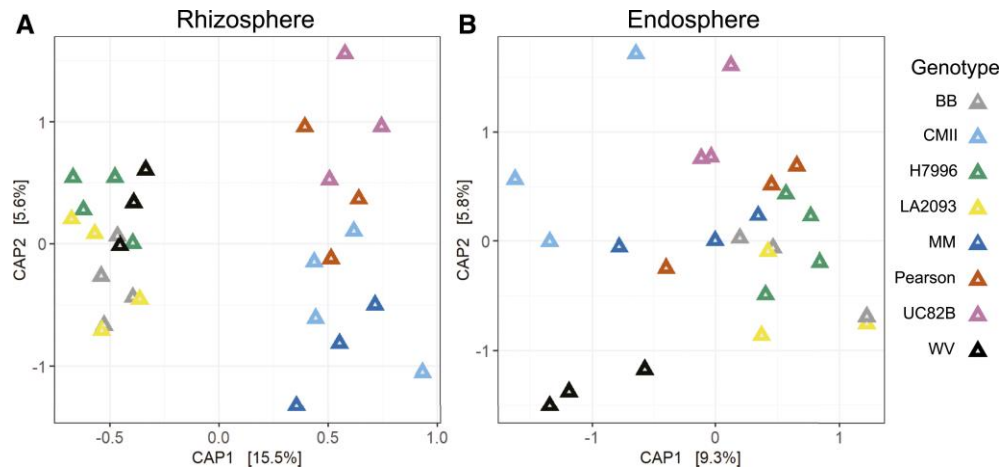 A Rhizosphere
1
0
-1
CAP2 [5.6%]
-0.5 0.0 0.5 1.0
CAP1 [15.5%]
B Endosphere
1
0
-1
CAP2 [5.8%]
-1 0 1
CAP1 [9.3%]
Genotype
BB
CMII
H7996
LA2093
MM
Pearson
UC82B
WV